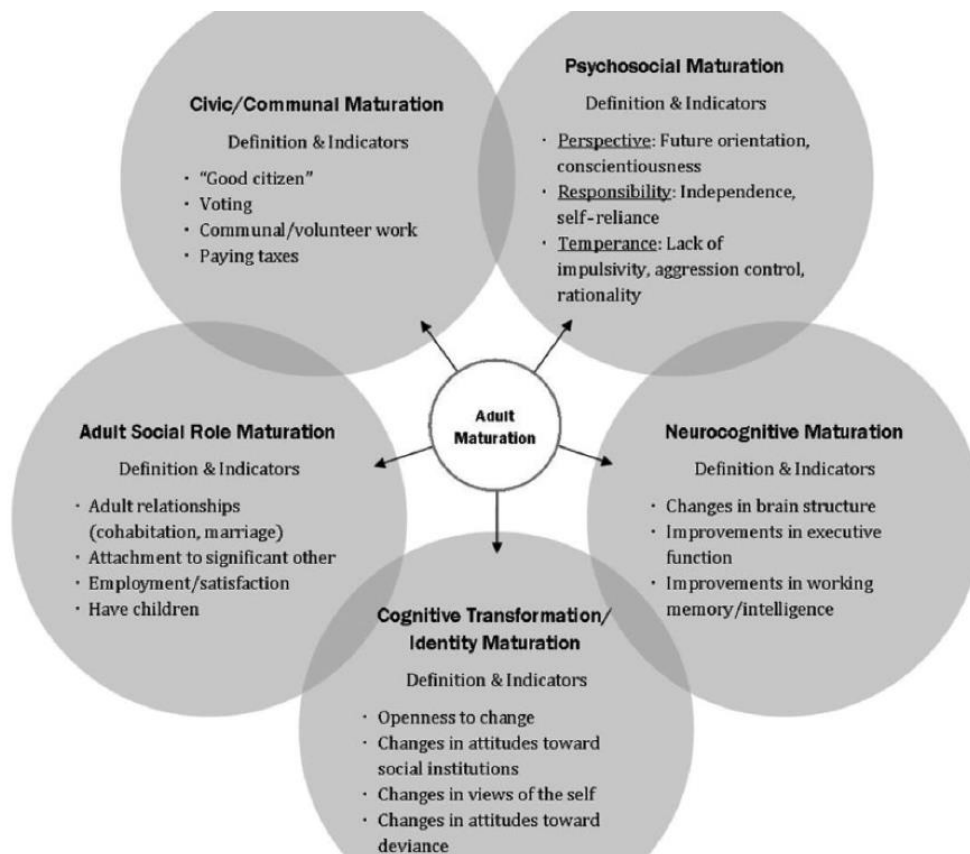 Civic/Communal Maturation
Definition & Indicators
· "Good citizen"
· Voting
· Communal/volunteer work
· Paying taxes
Psychosocial Maturation
Definition & Indicators
· Perspective: Future orientation,
conscientiousness
· Responsibility: Independence,
self-reliance
· Temperance: Lack of
impulsivity, aggression control,
rationality
Adult
Maturation
Adult Social Role Maturation
Definition & Indicators
· Adult relationships
(cohabitation, marriage)
· Attachment to significant other
· Employment/satisfaction
· Have children
Neurocognitive Maturation
Definition & Indicators
· Changes in brain structure
· Improvements in executive
function
· Improvements in working
memory/intelligence
Cognitive Transformation/
Identity Maturation
Definition & Indicators
· Openness to change
· Changes in attitudes toward
social institutions
· Changes in views of the self
· Changes in attitudes toward
deviance